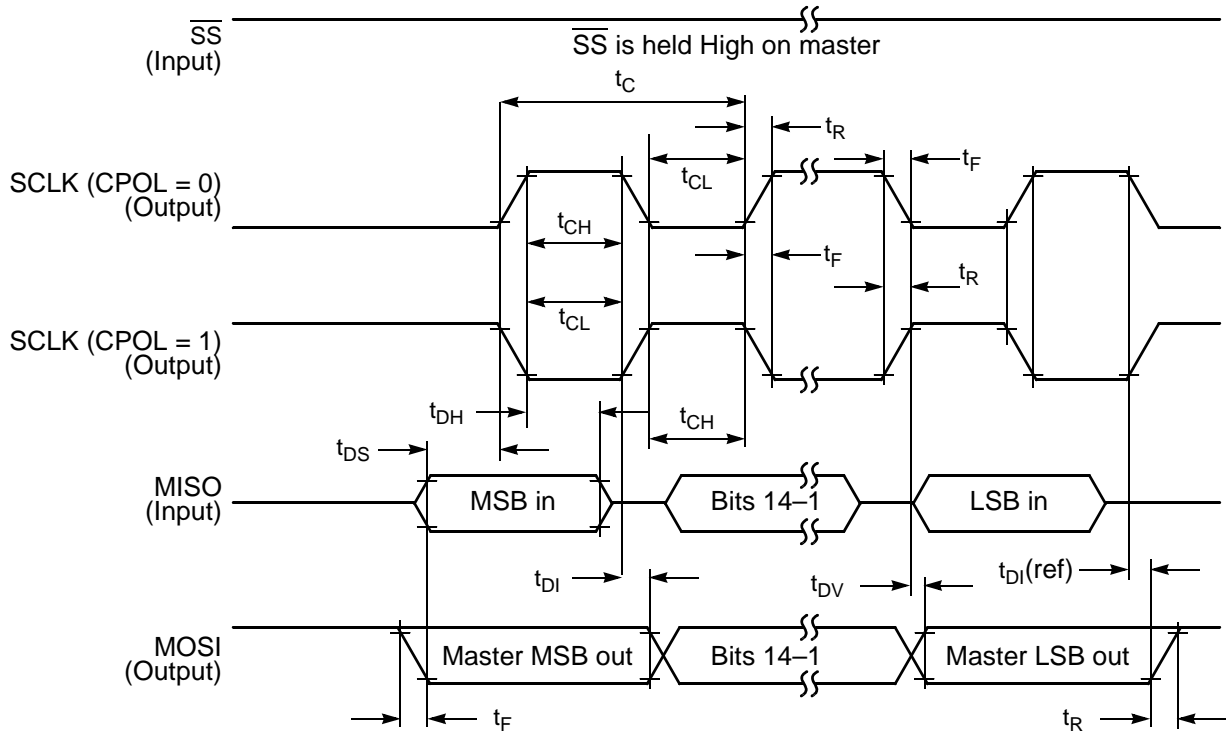 SS
(Input)
SS is held High on master
tC
tR
tF
SCLK (CPOL = 0)
(Output)
tCL
tCH
tF
tR
tCL
SCLK (CPOL = 1)
(Output)
tDH
tCH
tDS
MISO
(Input)
MSB in
Bits 14–1
LSB in
tDI
tDV
tDI(ref)
MOSI
(Output)
Master MSB out
Bits 14–1
Master LSB out
tF
tR